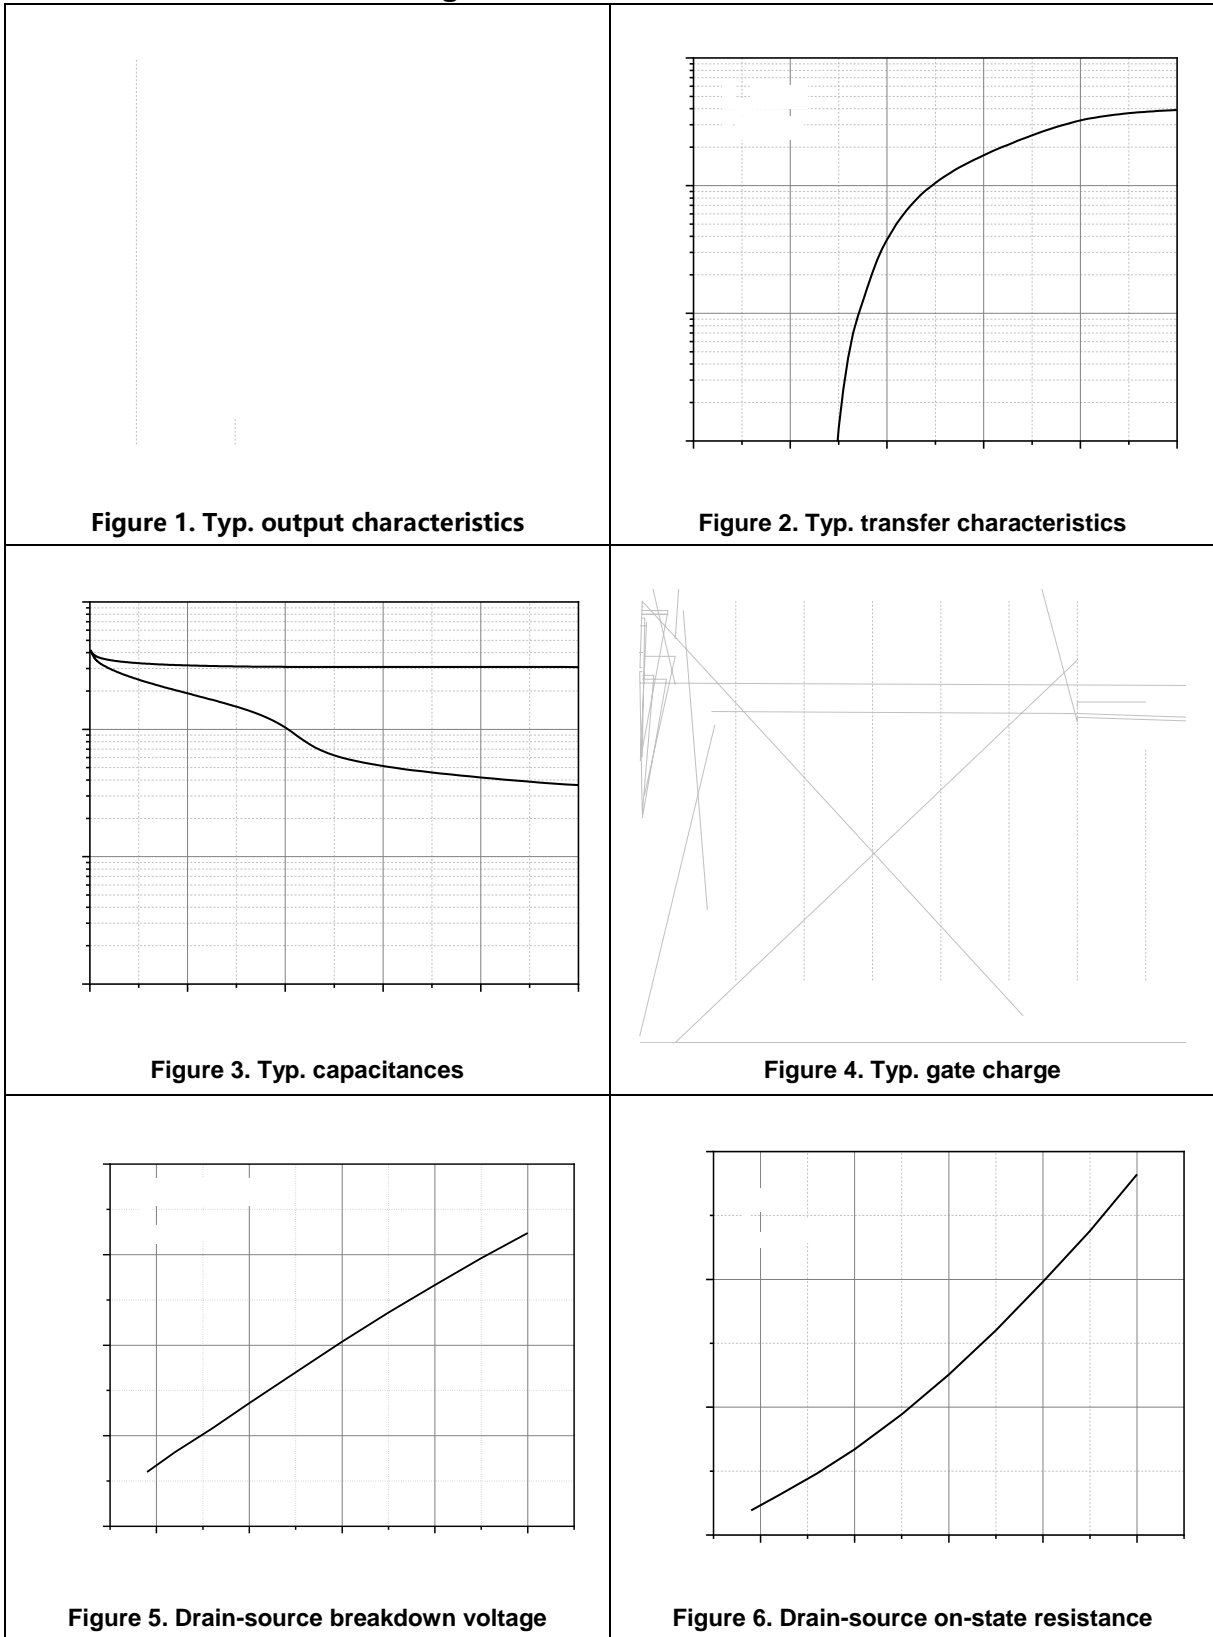 Figure 1. Typ. output characteristics
Figure 2. Typ. transfer characteristics
Figure 3. Typ. capacitances
Figure 4. Typ. gate charge
Figure 5. Drain-source breakdown voltage
Figure 6. Drain-source on-state resistance